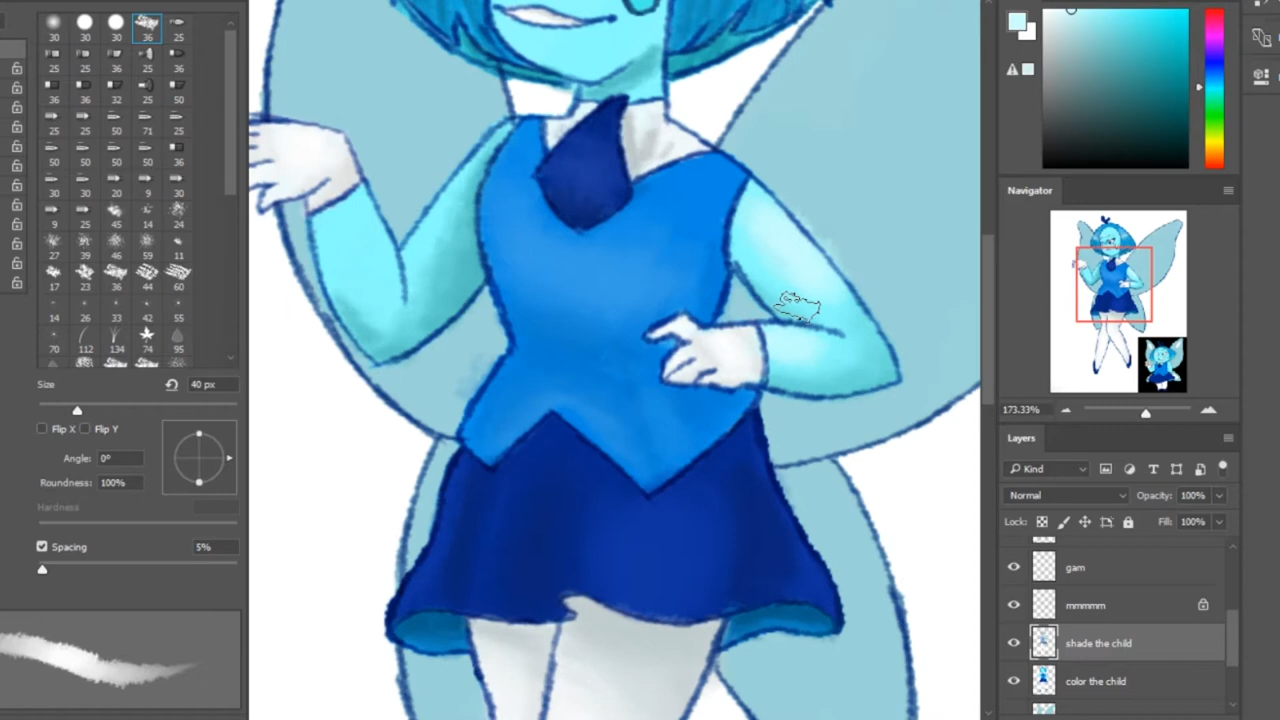 30 30 30 36 25
25 25 36 25 36
36 36 32 25 50
25 25 50 71 25
50 50 50 50 36
30 30 20 9 30
9 25 45 14 24
27 39 46 59 11
17 23 36 44 60
14 26 33 42 55
70 112 134 74 95
Size 40 px
Flip X Flip Y
Angle: 0°
Roundness: 100%
Hardness
Spacing 5%
Navigator
173.33%
Layers
Kind
Normal Opacity: 100%
Lock: Fill: 100%
gam
mmmmm
shade the child
color the child